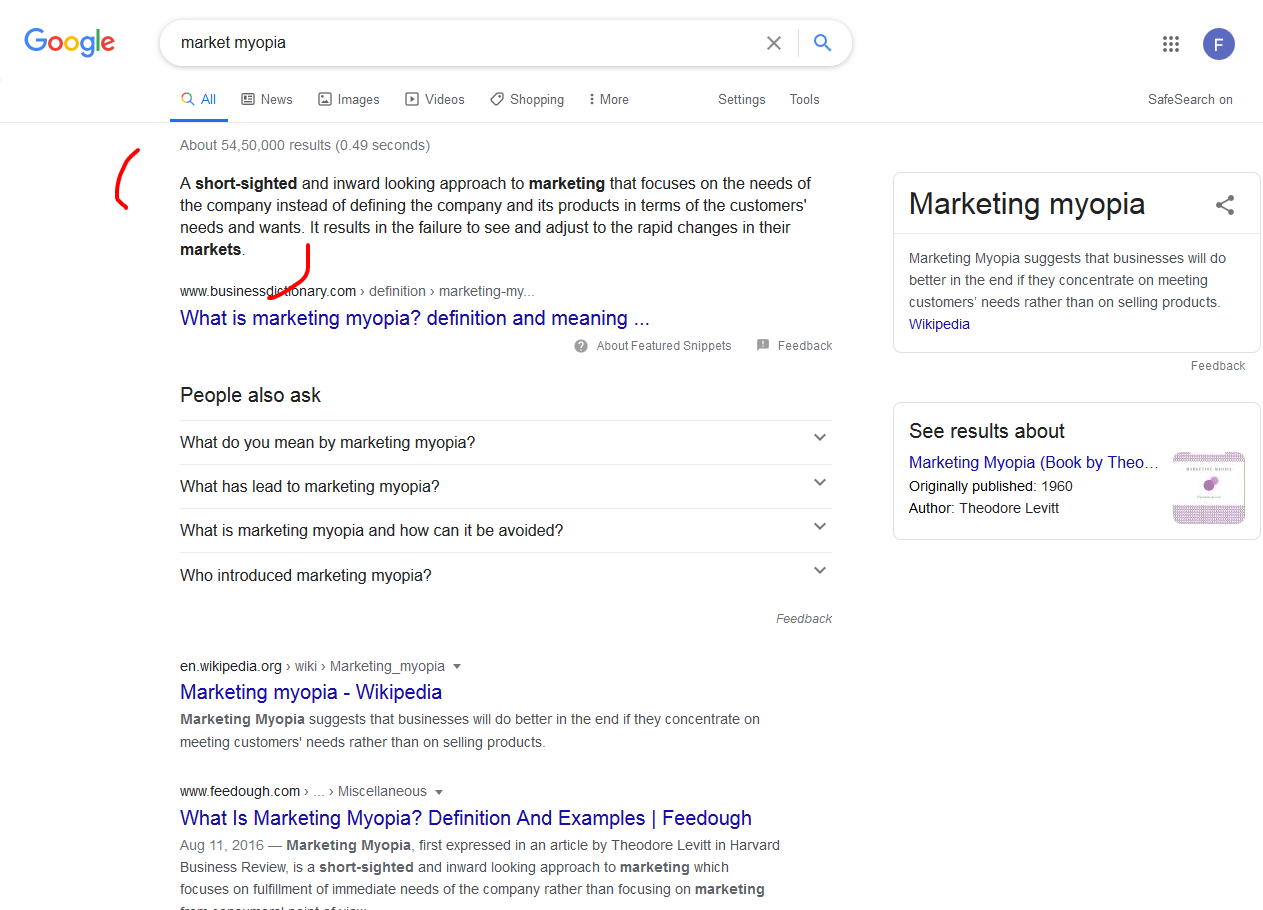 Google
market myopia
F
All News Images Videos Shopping More Settings Tools SafeSearch on
About 54,50,000 results (0.49 seconds)
A short-sighted and inward looking approach to marketing that focuses on the needs of
the company instead of defining the company and its products in terms of the customers'
needs and wants. It results in the failure to see and adjust to the rapid changes in their
markets.
www.businessdictionary.com › definition › marketing-my...
What is marketing myopia? definition and meaning ...
About Featured Snippets Feedback
People also ask
What do you mean by marketing myopia?
What has lead to marketing myopia?
What is marketing myopia and how can it be avoided?
Who introduced marketing myopia?
Feedback
en.wikipedia.org › wiki › Marketing_myopia
Marketing myopia - Wikipedia
Marketing Myopia suggests that businesses will do better in the end if they concentrate on
meeting customers' needs rather than on selling products.
www.feedough.com › ... › Miscellaneous
What Is Marketing Myopia? Definition And Examples | Feedough
Aug 11, 2016 — Marketing Myopia, first expressed in an article by Theodore Levitt in Harvard
Business Review, is a short-sighted and inward looking approach to marketing which
focuses on fulfillment of immediate needs of the company rather than focusing on marketing
from consumers' point of view
Marketing myopia
Marketing Myopia suggests that businesses will do
better in the end if they concentrate on meeting
customers' needs rather than on selling products.
Wikipedia
Feedback
See results about
Marketing Myopia (Book by Theo…
Originally published: 1960
Author: Theodore Levitt
MARKETING MYOPIA